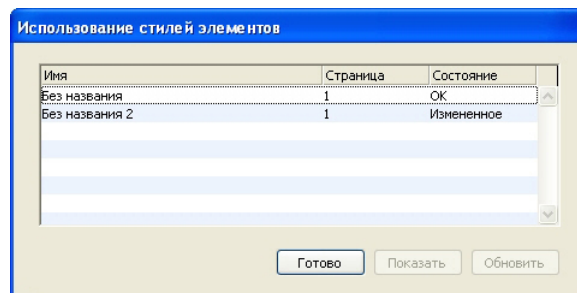 Использование стилей элементов
Имя Страница Состояние
Без названия 1 OK
Без названия 2 1 Измененное
Готово Показать Обновить